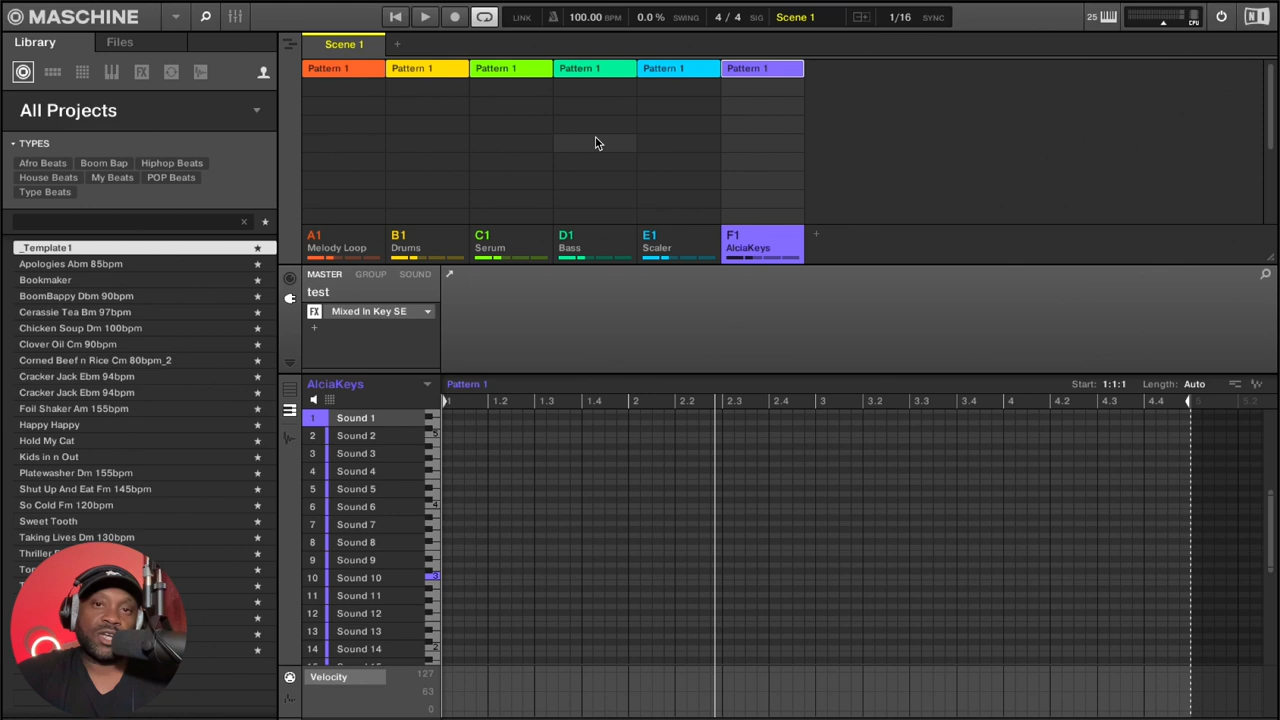 MASCHINE
LINK
100.00 BPM
0.0% SWING
4 / 4 SIG
Scene 1
1/16 SYNC
25
CPU
Library
Files
Scene 1
+
Pattern 1
Pattern 1
Pattern 1
Pattern 1
Pattern 1
Pattern 1
All Projects
TYPES
Afro Beats
Boom Bap
Hiphop Beats
House Beats
My Beats
POP Beats
Type Beats
_Template1
Apologies Abm 85bpm
Bookmaker
BoomBappy Dbm 90bpm
Cerassie Tea Bm 97bpm
Chicken Soup Dm 100bpm
Clover Oil Cm 90bpm
Corned Beef n Rice Cm 80bpm_2
Cracker Jack Ebm 94bpm
Cracker Jack Ebm 94bpm
Foil Shaker Am 155bpm
Happy Happy
Hold My Cat
Kids in n Out
Platewasher Dm 155bpm
Shut Up And Eat Fm 145bpm
So Cold Fm 120bpm
Sweet Tooth
Taking Lives Dm 130bpm
A1
Melody Loop
B1
Drums
C1
Serum
D1
Bass
E1
Scaler
F1
AlciaKeys
+
MASTER
GROUP
SOUND
test
FX
Mixed In Key SE
+
AlciaKeys
Pattern 1
Start: 1:1:1
Length: Auto
1
1.2
1.3
1.4
2
2.2
2.3
2.4
3
3.2
3.3
3.4
4
4.2
4.3
4.4
5
5.2
1 Sound 1
2 Sound 2
3 Sound 3
4 Sound 4
5 Sound 5
6 Sound 6
7 Sound 7
8 Sound 8
9 Sound 9
10 Sound 10
11 Sound 11
12 Sound 12
13 Sound 13
14 Sound 14
5
4
3
2
Velocity
127
63
0